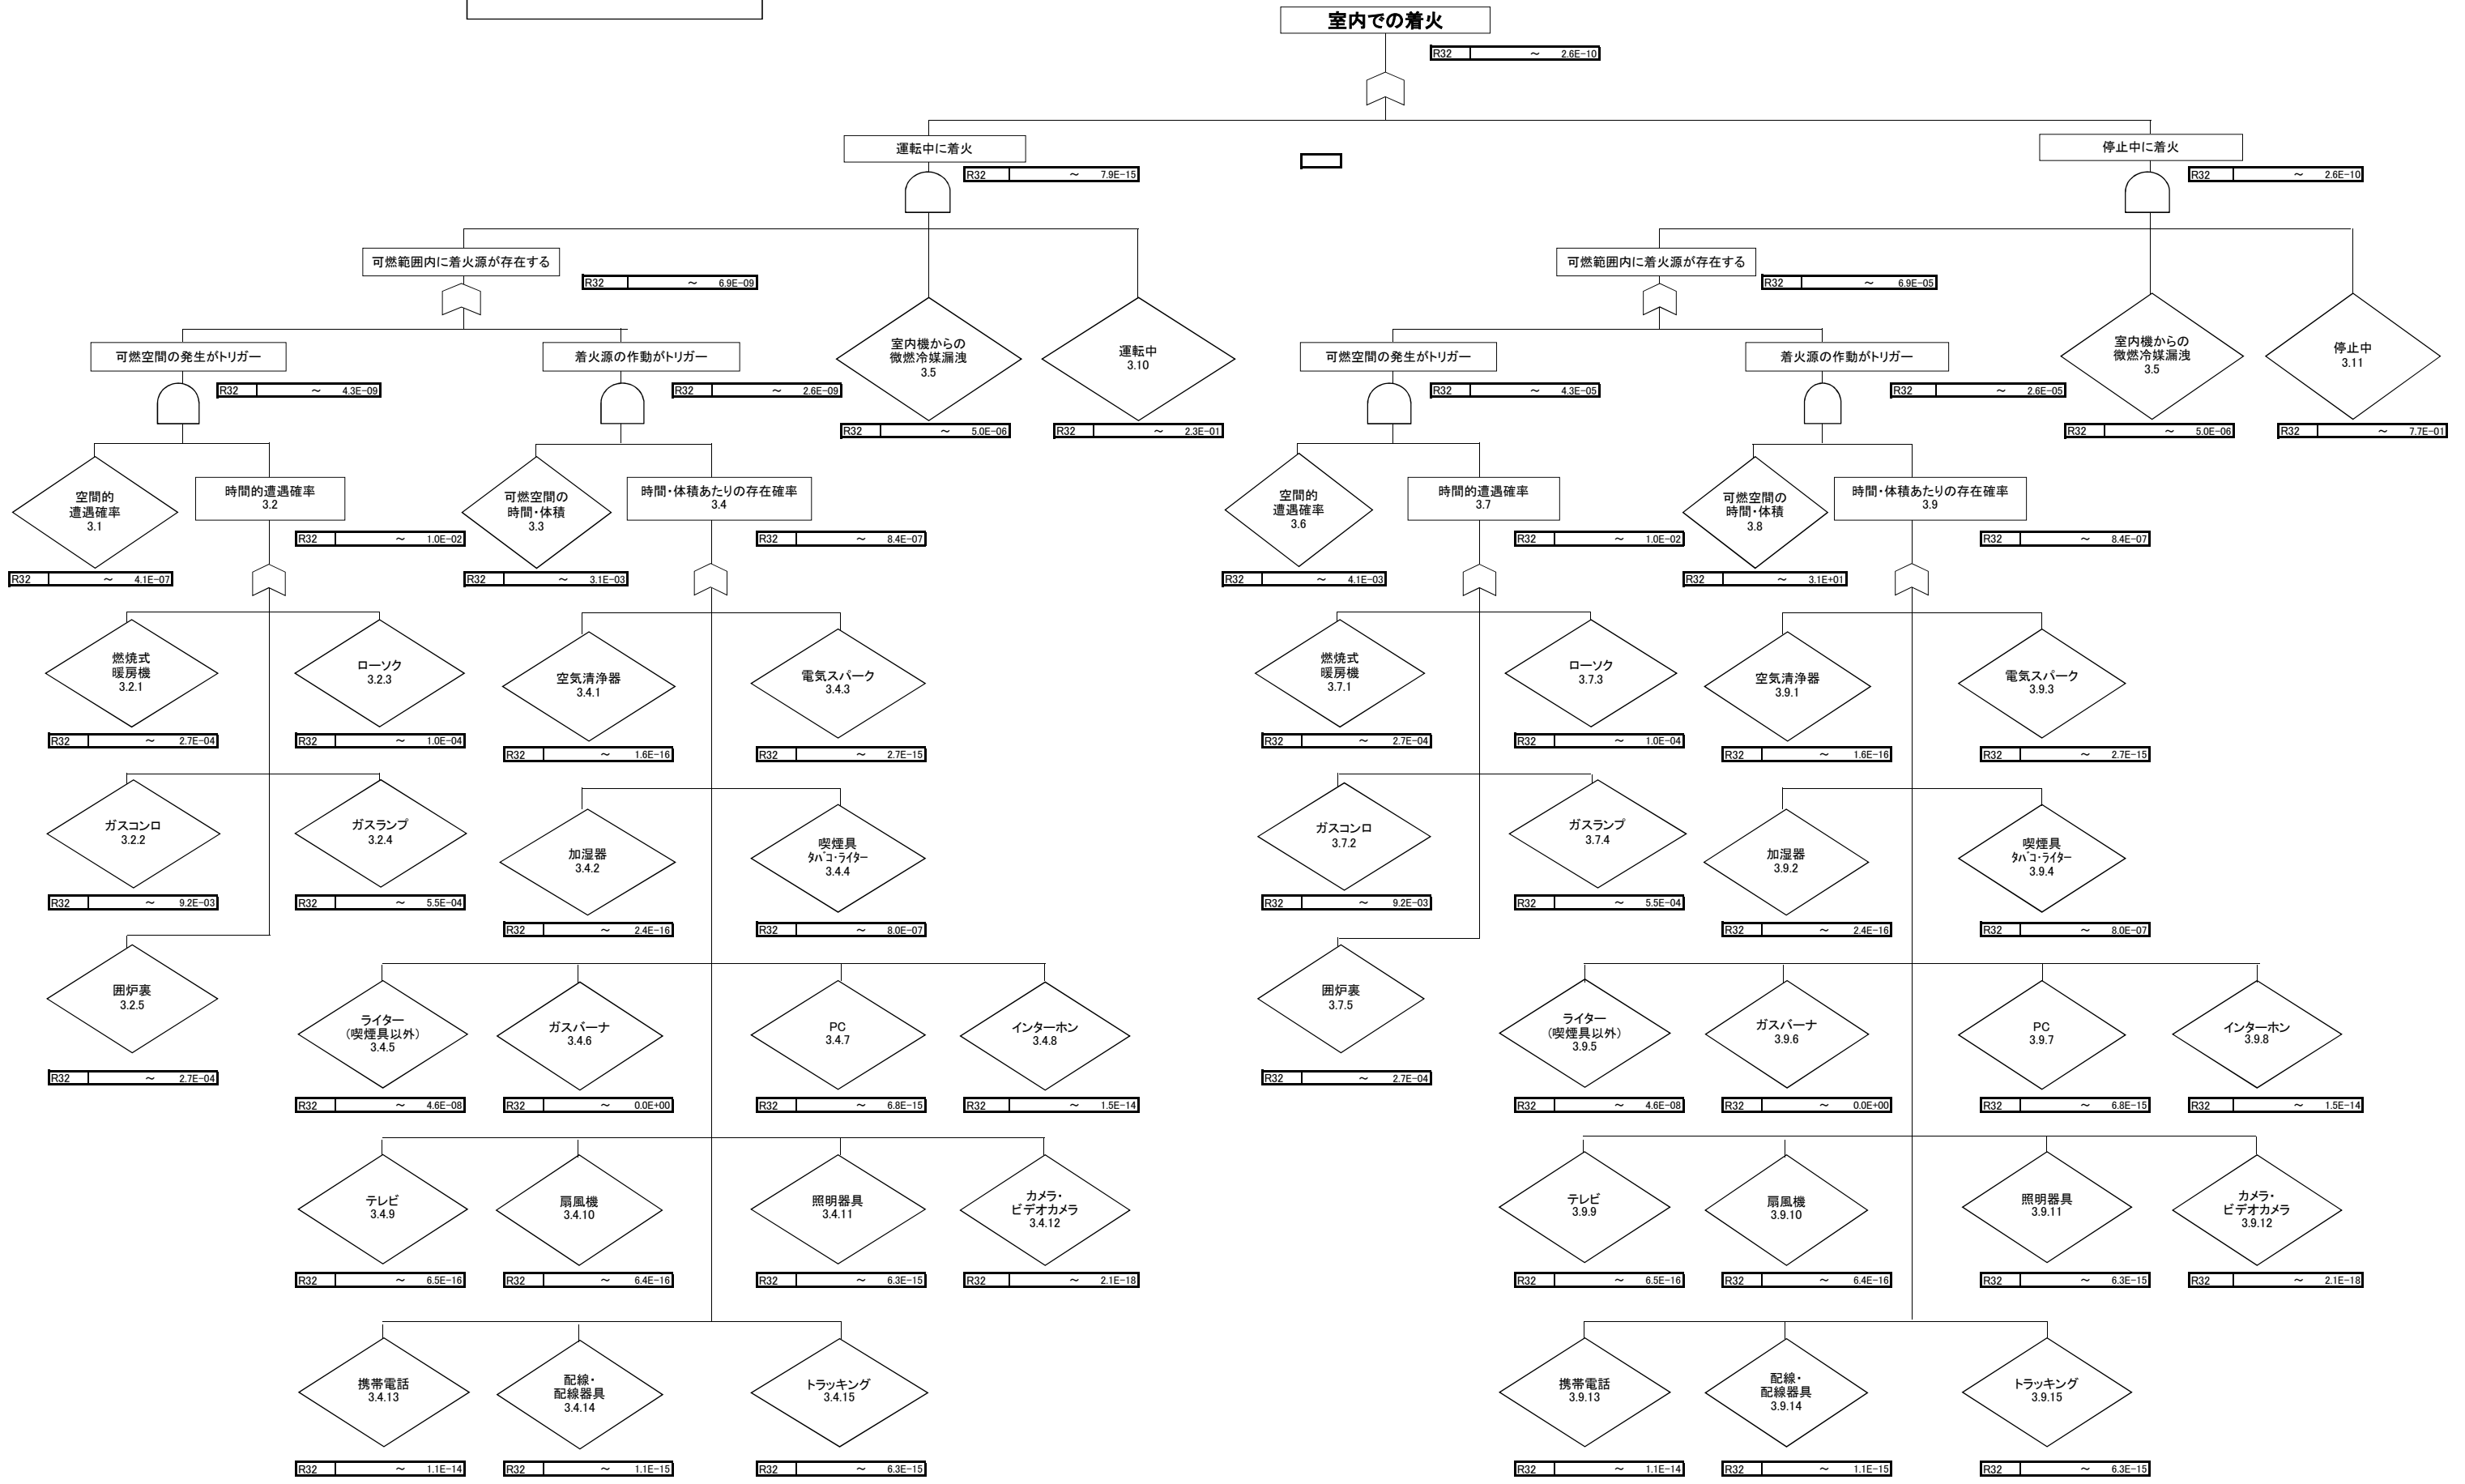 室内での着火
R32 ～ 2.6E-10
運転中に着火
R32 ～ 7.9E-15
停止中に着火
R32 ～ 2.6E-10
可燃範囲内に着火源が存在する
R32 ～ 6.9E-09
可燃範囲内に着火源が存在する
R32 ～ 6.9E-05
可燃空間の発生がトリガー
R32 ～ 4.3E-09
着火源の作動がトリガー
R32 ～ 2.6E-09
室内機からの
微燃冷媒漏洩
3.5
R32 ～ 5.0E-06
運転中
3.10
R32 ～ 2.3E-01
可燃空間の発生がトリガー
R32 ～ 4.3E-05
着火源の作動がトリガー
R32 ～ 2.6E-05
室内機からの
微燃冷媒漏洩
3.5
R32 ～ 5.0E-06
停止中
3.11
R32 ～ 7.7E-01
空間的
遭遇確率
3.1
R32 ～ 4.1E-07
時間的遭遇確率
3.2
R32 ～ 1.0E-02
可燃空間の
時間・体積
3.3
R32 ～ 3.1E-03
時間・体積あたりの存在確率
3.4
R32 ～ 8.4E-07
空間的
遭遇確率
3.6
R32 ～ 4.1E-03
時間的遭遇確率
3.7
R32 ～ 1.0E-02
可燃空間の
時間・体積
3.8
R32 ～ 3.1E+01
時間・体積あたりの存在確率
3.9
R32 ～ 8.4E-07
燃焼式
暖房機
3.2.1
R32 ～ 2.7E-04
ローソク
3.2.3
R32 ～ 1.0E-04
空気清浄器
3.4.1
R32 ～ 1.6E-16
電気スパーク
3.4.3
R32 ～ 2.7E-15
燃焼式
暖房機
3.7.1
R32 ～ 2.7E-04
ローソク
3.7.3
R32 ～ 1.0E-04
空気清浄器
3.9.1
R32 ～ 1.6E-16
電気スパーク
3.9.3
R32 ～ 2.7E-15
ガスコンロ
3.2.2
R32 ～ 9.2E-03
ガスランプ
3.2.4
R32 ～ 5.5E-04
加湿器
3.4.2
R32 ～ 2.4E-16
喫煙具
ﾀﾊﾞｺ・ﾗｲﾀｰ
3.4.4
R32 ～ 8.0E-07
ガスコンロ
3.7.2
R32 ～ 9.2E-03
ガスランプ
3.7.4
R32 ～ 5.5E-04
加湿器
3.9.2
R32 ～ 2.4E-16
喫煙具
ﾀﾊﾞｺ・ﾗｲﾀｰ
3.9.4
R32 ～ 8.0E-07
囲炉裏
3.2.5
R32 ～ 2.7E-04
ライター
(喫煙具以外)
3.4.5
R32 ～ 4.6E-08
ガスバーナ
3.4.6
R32 ～ 0.0E+00
PC
3.4.7
R32 ～ 6.8E-15
インターホン
3.4.8
R32 ～ 1.5E-14
囲炉裏
3.7.5
R32 ～ 2.7E-04
ライター
(喫煙具以外)
3.9.5
R32 ～ 4.6E-08
ガスバーナ
3.9.6
R32 ～ 0.0E+00
PC
3.9.7
R32 ～ 6.8E-15
インターホン
3.9.8
R32 ～ 1.5E-14
テレビ
3.4.9
R32 ～ 6.5E-16
扇風機
3.4.10
R32 ～ 6.4E-16
照明器具
3.4.11
R32 ～ 6.3E-15
カメラ・
ビデオカメラ
3.4.12
R32 ～ 2.1E-18
テレビ
3.9.9
R32 ～ 6.5E-16
扇風機
3.9.10
R32 ～ 6.4E-16
照明器具
3.9.11
R32 ～ 6.3E-15
カメラ・
ビデオカメラ
3.9.12
R32 ～ 2.1E-18
携帯電話
3.4.13
R32 ～ 1.1E-14
配線・
配線器具
3.4.14
R32 ～ 1.1E-15
トラッキング
3.4.15
R32 ～ 6.3E-15
携帯電話
3.9.13
R32 ～ 1.1E-14
配線・
配線器具
3.9.14
R32 ～ 1.1E-15
トラッキング
3.9.15
R32 ～ 6.3E-15